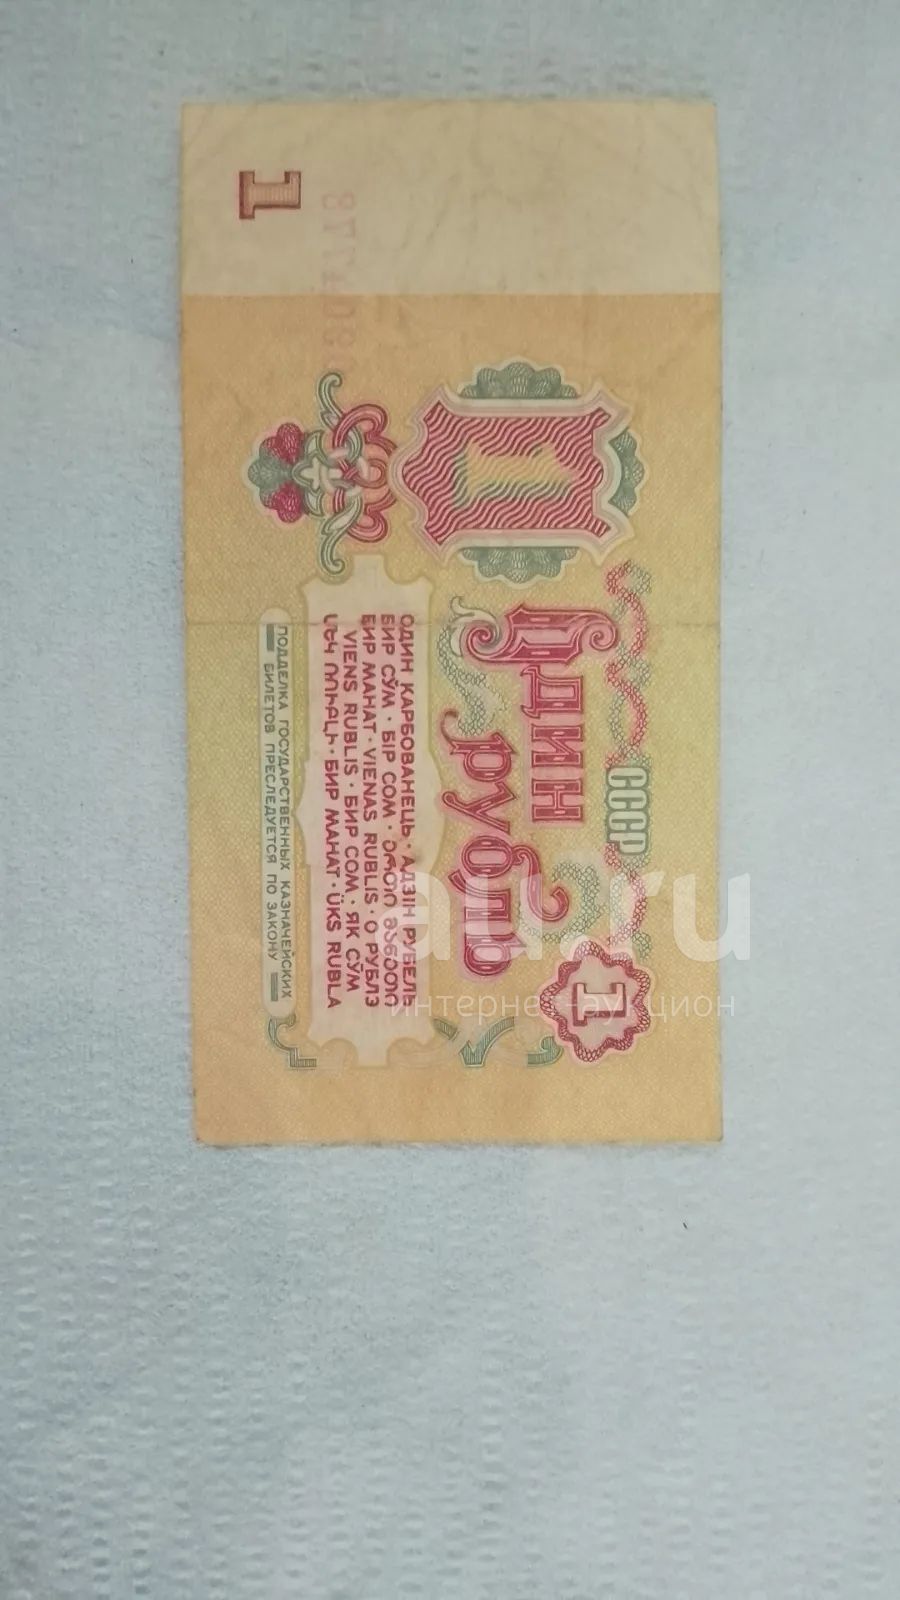 СССР
1
Один
рубль
1
ОДИН КАРБОВАНЕЦЬ · АДЗІН РУБЕЛЬ
БИР СЎМ · БІР СОМ · ᲔᲠᲗᲘ ᲛᲐᲜᲔᲗᲘ
БИР МАНАТ · VIENAS RUBLIS · О РУБЛЭ
VIENS RUBLIS · БИР СОМ · ЯК СЎМ
ՄԵԿ ՌՈՒԲԼԻ · БИР МАНАТ · ÜKS RUBLA
ПОДДЕЛКА ГОСУДАРСТВЕННЫХ КАЗНАЧЕЙСКИХ
БИЛЕТОВ ПРЕСЛЕДУЕТСЯ ПО ЗАКОНУ
1
au.ru
интернет-аукцион